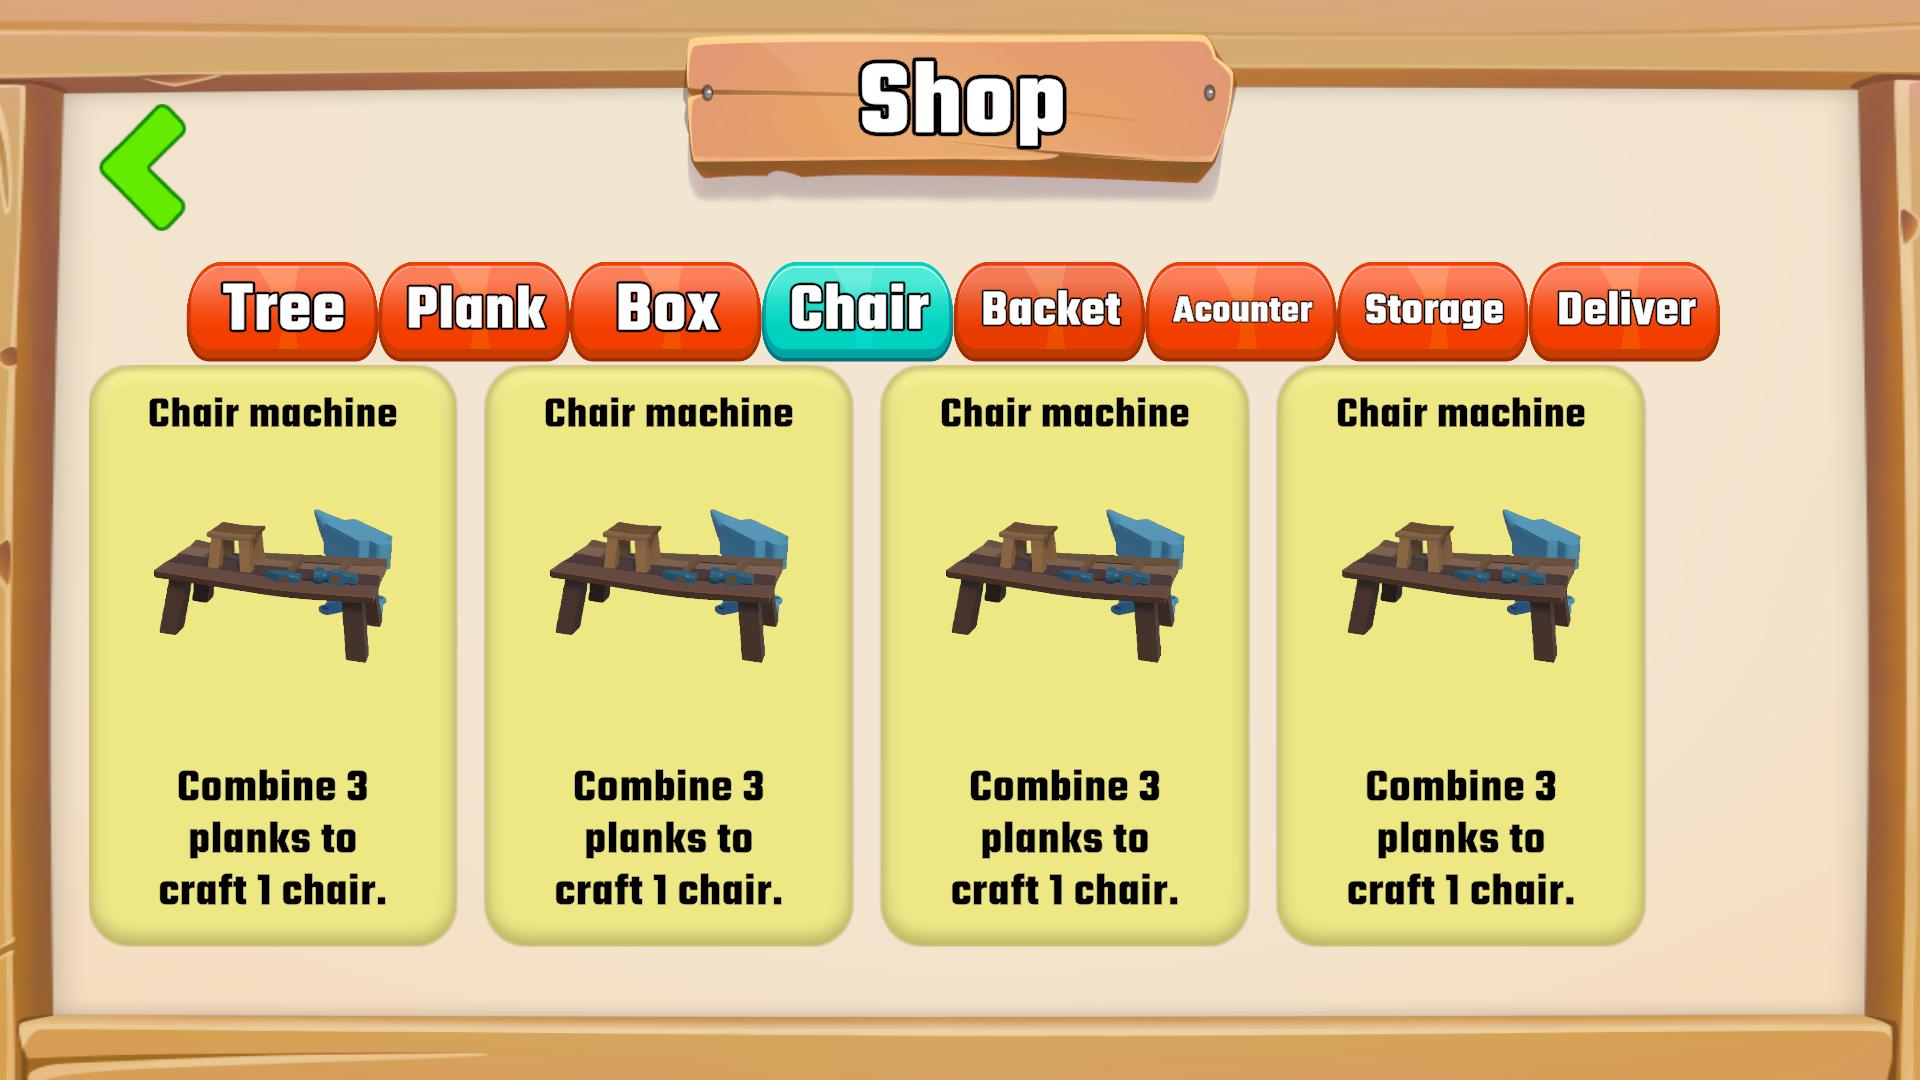 Shop
Tree Plank Box Chair Backet Acounter Storage Deliver
Chair machine Chair machine Chair machine Chair machine
Combine 3 Combine 3 Combine 3 Combine 3
planks to planks to planks to planks to
craft 1 chair. craft 1 chair. craft 1 chair. craft 1 chair.